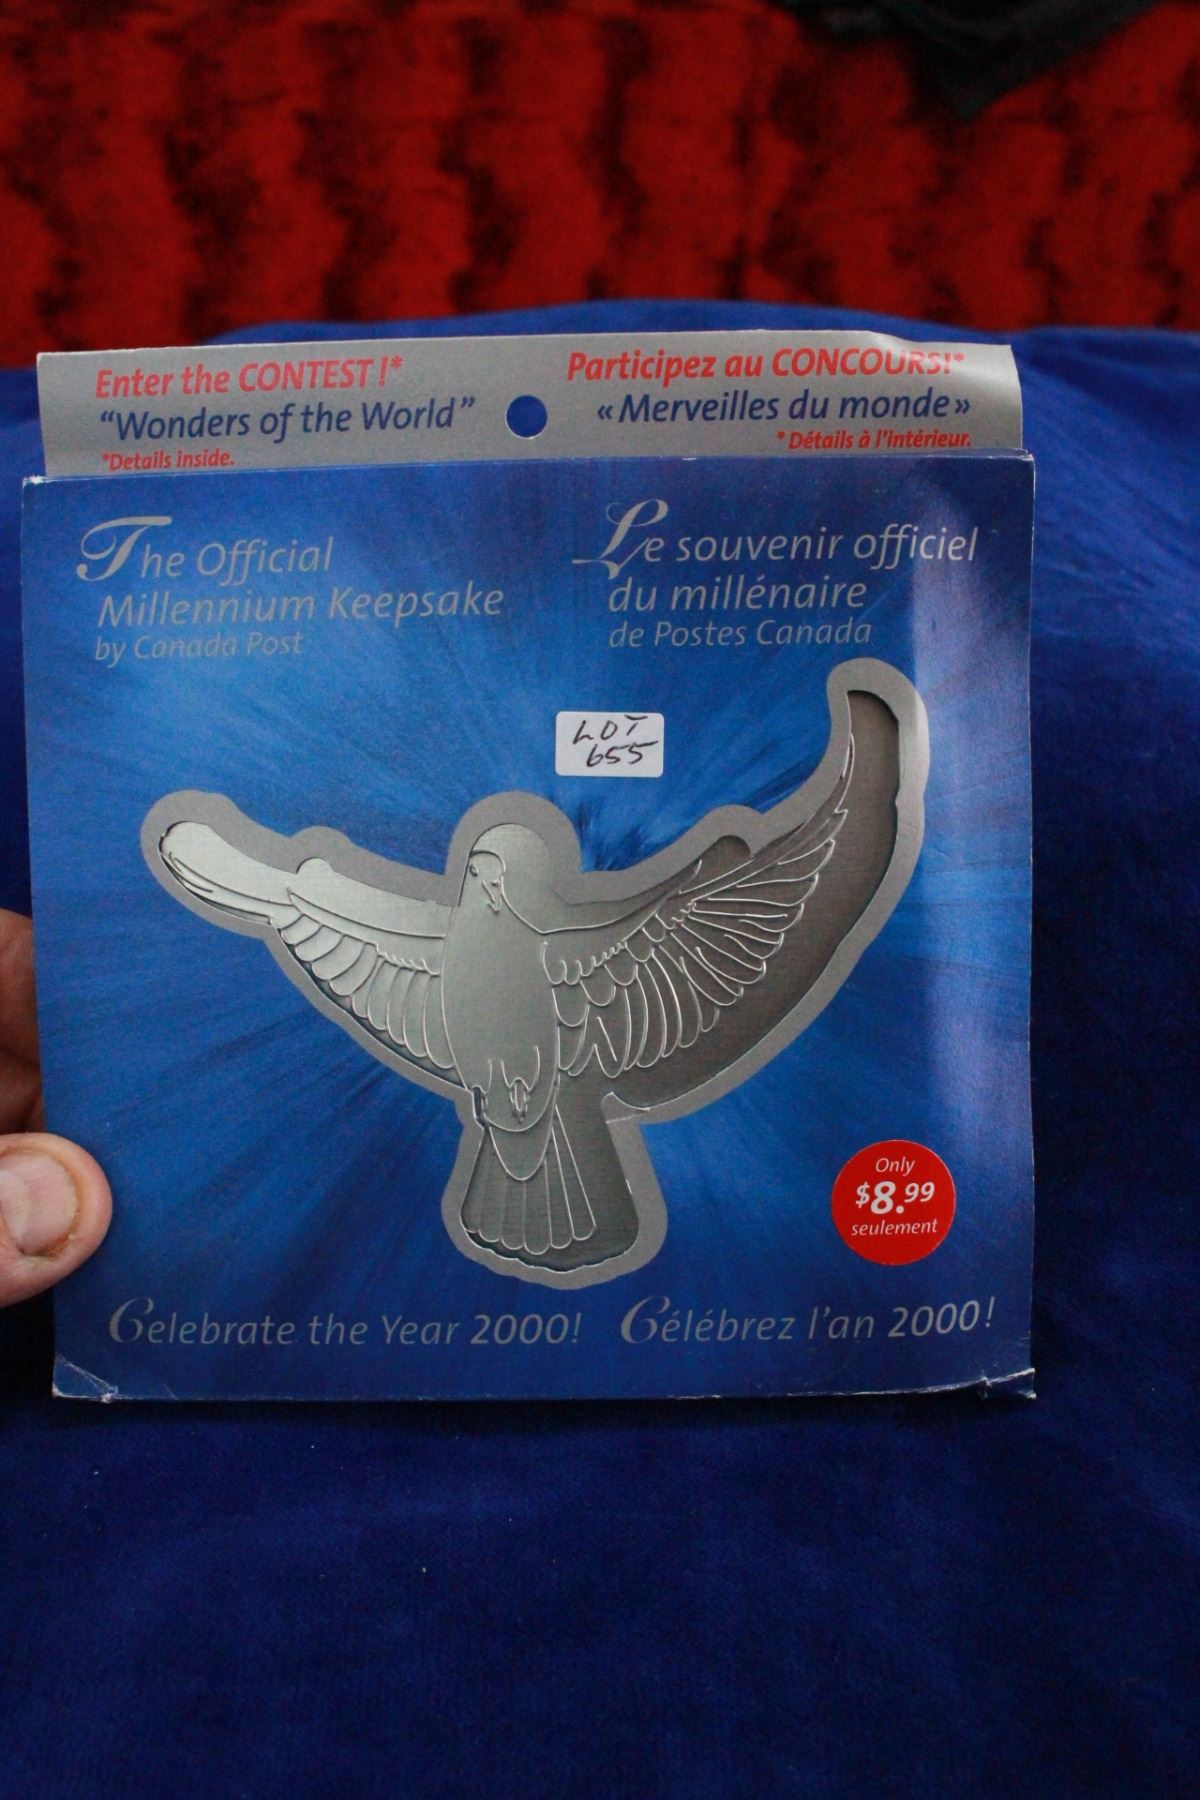 Enter the CONTEST!*
“Wonders of the World”
*Details inside.
Participez au CONCOURS!*
« Merveilles du monde »
* Détails à l'intérieur.
The Official
Millennium Keepsake
by Canada Post
Le souvenir officiel
du millénaire
de Postes Canada
LOT
655
Only
$8.99
seulement
Celebrate the Year 2000!
Célébrez l'an 2000!